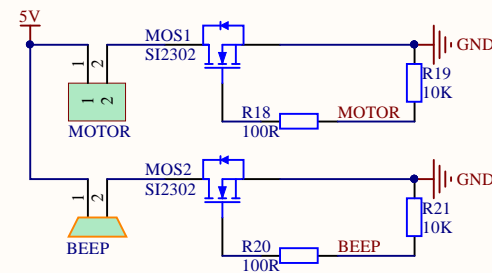 5V
MOS1
SI2302
GND
1
2
1
2
MOTOR
R19
10K
R18
100R
MOTOR
MOS2
SI2302
GND
1
2
BEEP
R21
10K
R20
100R
BEEP